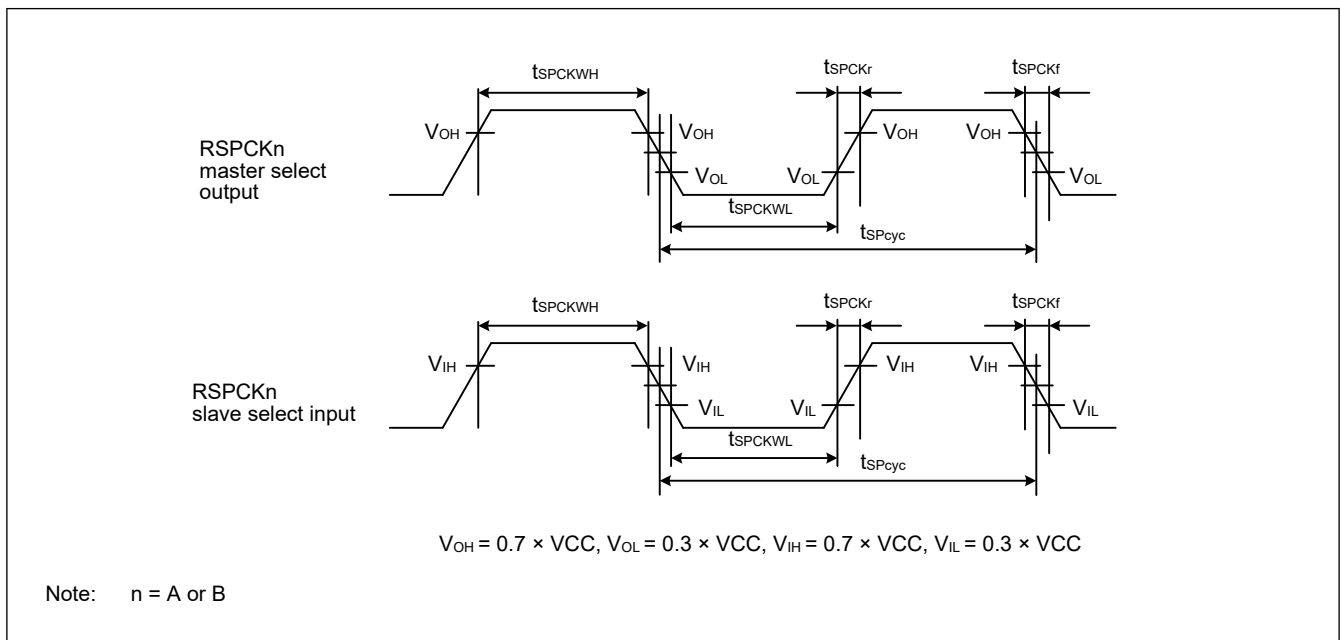 tSPCKWH
tSPCKr
tSPCKf
VOH
VOH
VOH
VOH
RSPCKn
master select
output
VOL
VOL
VOL
tSPCKWL
tSPcyc
tSPCKWH
tSPCKr
tSPCKf
VIH
VIH
VIH
VIH
RSPCKn
slave select input
VIL
VIL
VIL
tSPCKWL
tSPcyc
VOH = 0.7 × VCC, VOL = 0.3 × VCC, VIH = 0.7 × VCC, VIL = 0.3 × VCC
Note: n = A or B